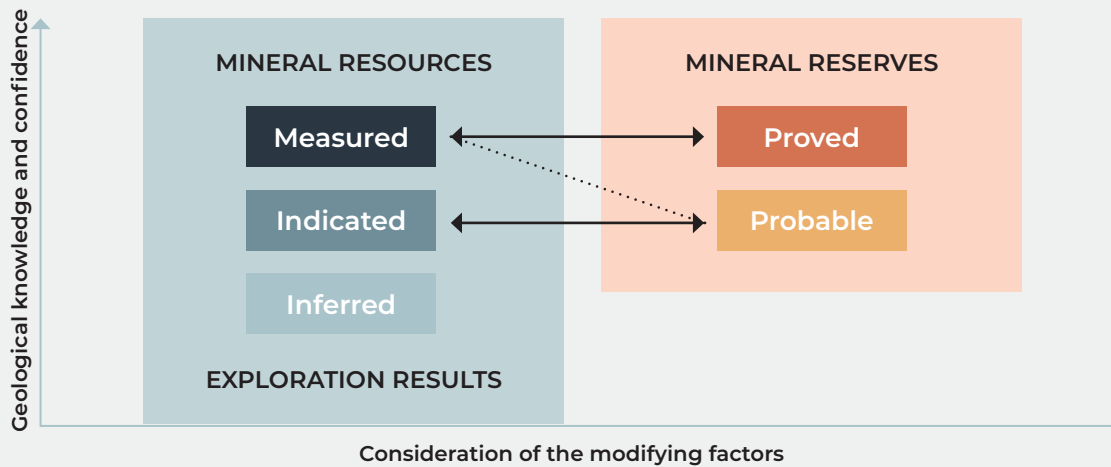 Geological knowledge and confidence
MINERAL RESOURCES
Measured
Indicated
Inferred
EXPLORATION RESULTS
MINERAL RESERVES
Proved
Probable
Consideration of the modifying factors